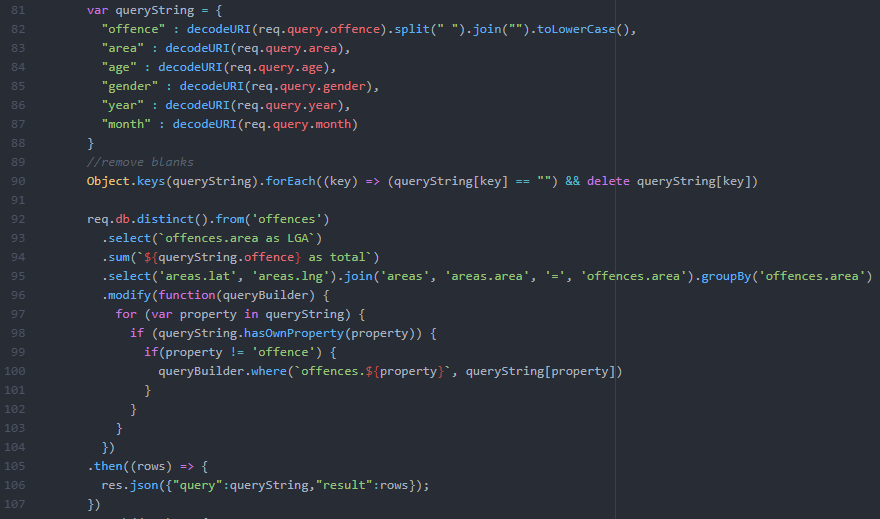 81 var queryString = {
82 "offence" : decodeURI(req.query.offence).split(" ").join("").toLowerCase(),
83 "area" : decodeURI(req.query.area),
84 "age" : decodeURI(req.query.age),
85 "gender" : decodeURI(req.query.gender),
86 "year" : decodeURI(req.query.year),
87 "month" : decodeURI(req.query.month)
88 }
89 //remove blanks
90 Object.keys(queryString).forEach((key) => (queryString[key] == "") && delete queryString[key])
91
92 req.db.distinct().from('offences')
93 .select(`offences.area as LGA`)
94 .sum(`${queryString.offence} as total`)
95 .select('areas.lat', 'areas.lng').join('areas', 'areas.area', '=', 'offences.area').groupBy('offences.area')
96 .modify(function(queryBuilder) {
97 for (var property in queryString) {
98 if (queryString.hasOwnProperty(property)) {
99 if(property != 'offence') {
100 queryBuilder.where(`offences.${property}`, queryString[property])
101 }
102 }
103 }
104 })
105 .then((rows) => {
106 res.json({"query":queryString,"result":rows});
107 })